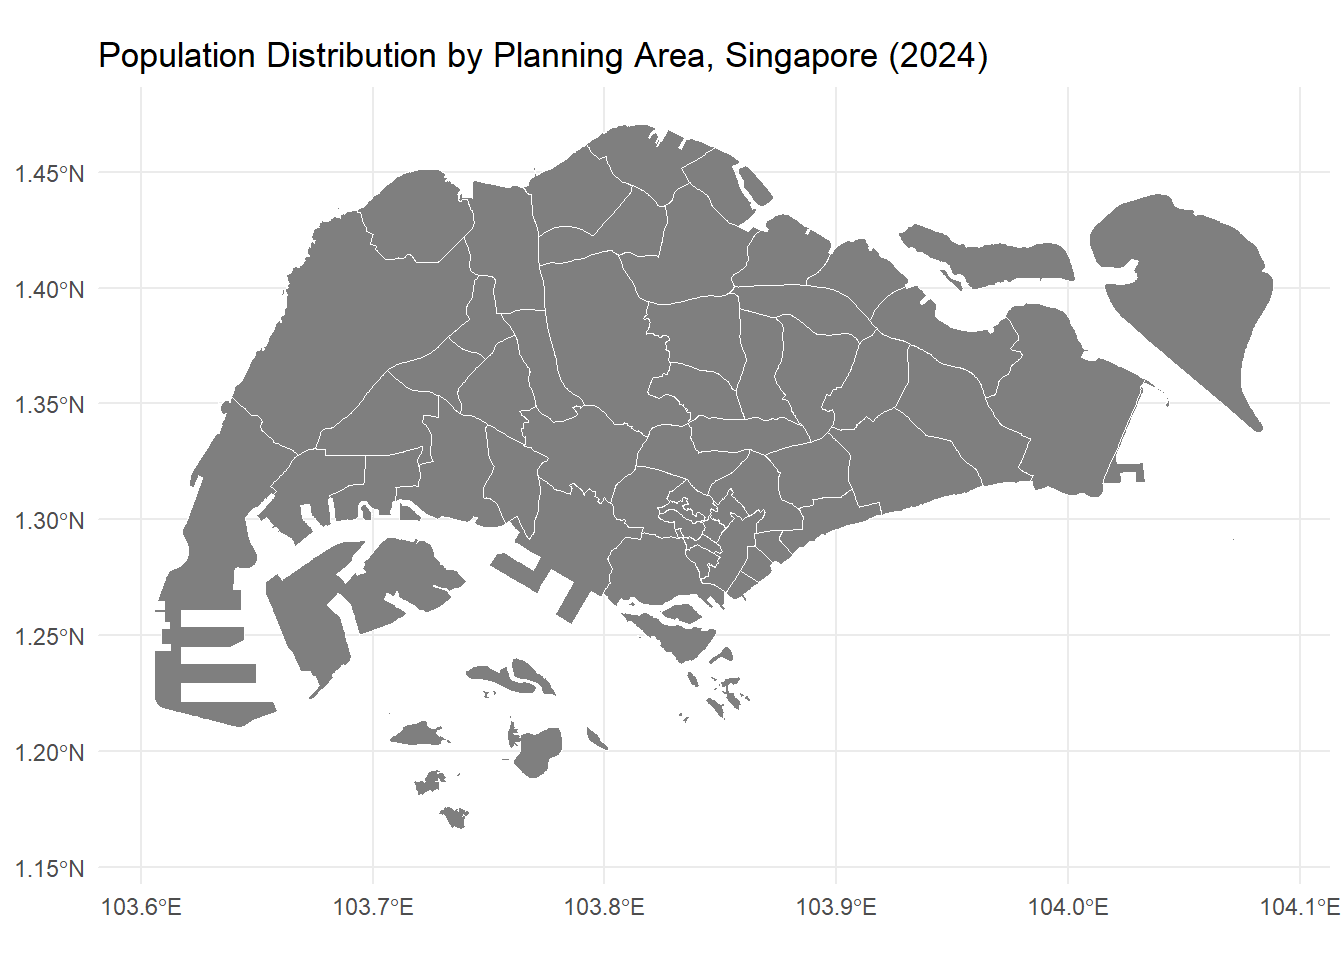 Population Distribution by Planning Area, Singapore (2024)
1.45°N
1.40°N
1.35°N
1.30°N
1.25°N
1.20°N
1.15°N
103.6°E 103.7°E 103.8°E 103.9°E 104.0°E 104.1°E